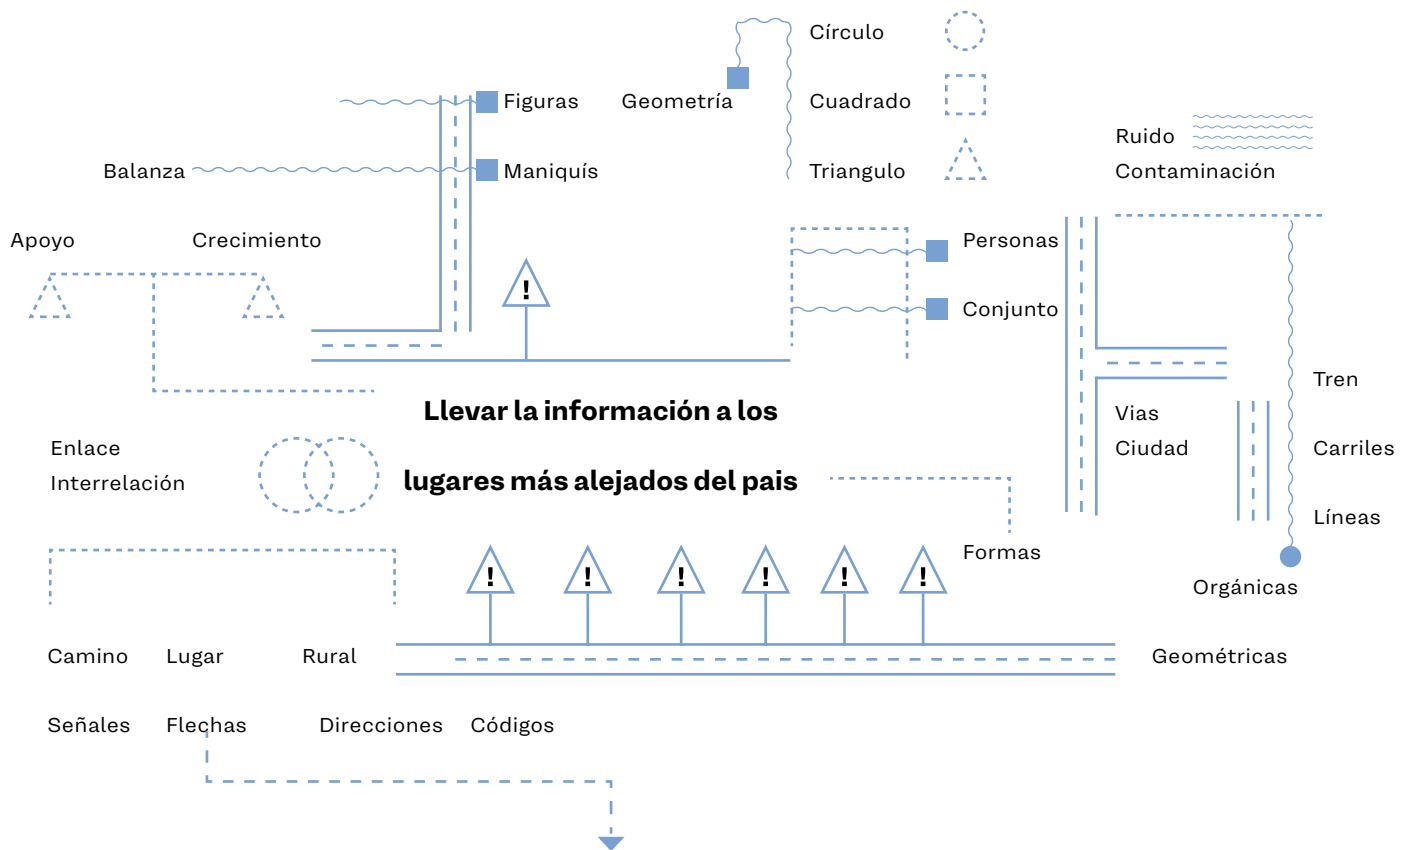 Círculo
Figuras
Geometría
Cuadrado
Ruido
Contaminación
Balanza
Maniquís
Triangulo
Apoyo
Crecimiento
Personas
Conjunto
!
Llevar la información a los
lugares más alejados del pais
Tren
Vias
Ciudad
Carriles
Líneas
Enlace
Interrelación
Formas
Orgánicas
! ! ! ! ! !
Camino
Lugar
Rural
Geométricas
Señales
Flechas
Direcciones
Códigos